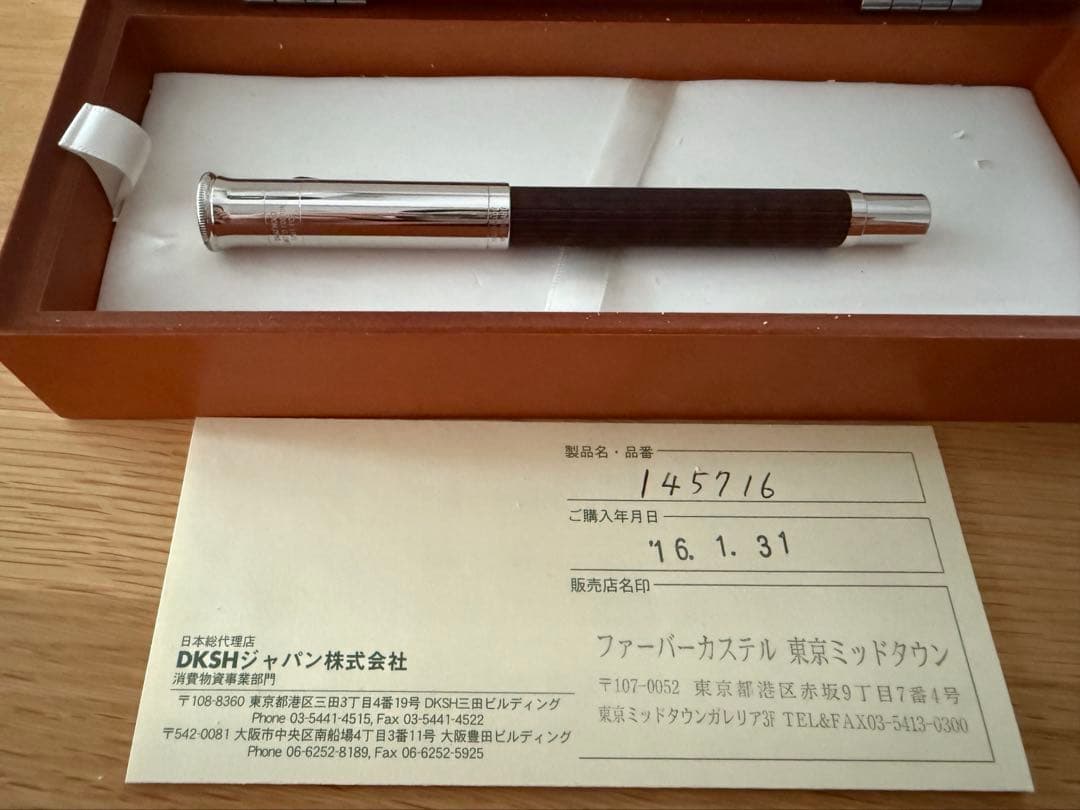 製品名・品番
145716
ご購入年月日
'16. 1. 31
販売店名印
ファーバーカステル 東京ミッドタウン
〒107-0052 東京都港区赤坂9丁目7番4号
東京ミッドタウンガレリア3F TEL&FAX03-5413-0300
日本総代理店
DKSHジャパン株式会社
消費物資事業部門
〒108-8360 東京都港区三田3丁目4番19号 DKSH三田ビルディング
Phone 03-5441-4515, Fax 03-5441-4522
〒542-0081 大阪市中央区南船場4丁目3番11号 大阪豊田ビルディング
Phone 06-6252-8189, Fax 06-6252-5925